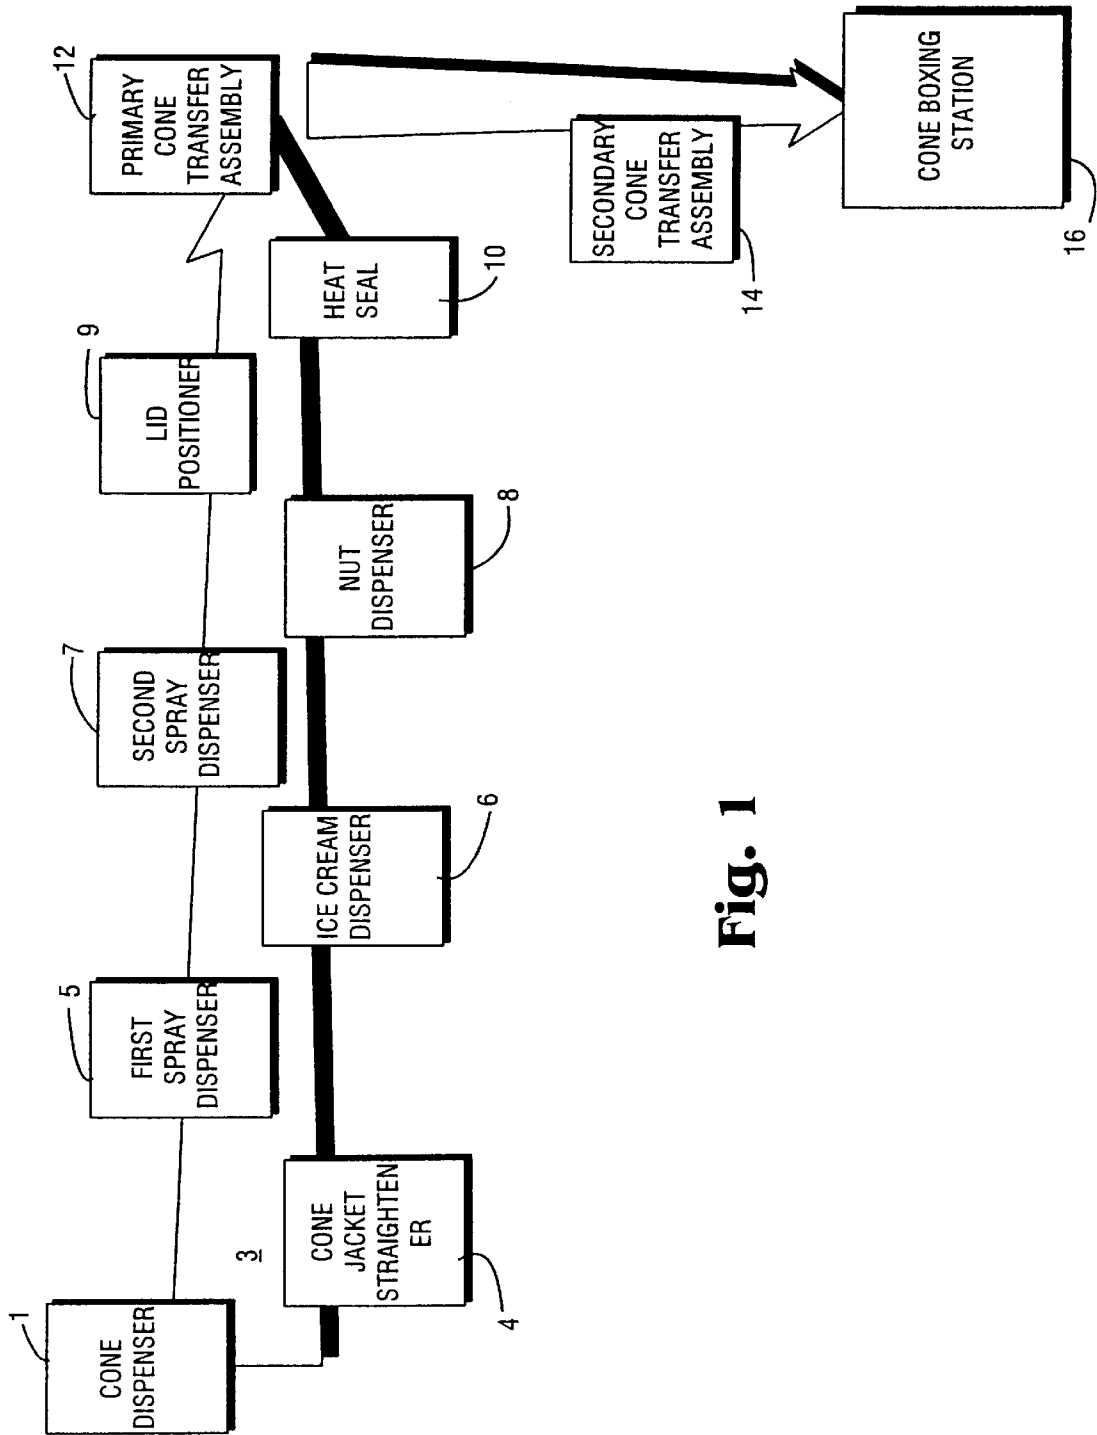 1
CONE
DISPENSER
3
4
CONE
JACKET
STRAIGHTEN
ER
5
FIRST
SPRAY
DISPENSER
6
ICE CREAM
DISPENSER
7
SECOND
SPRAY
DISPENSER
8
NUT
DISPENSER
9
LID
POSITIONER
10
HEAT
SEAL
12
PRIMARY
CONE
TRANSFER
ASSEMBLY
14
SECONDARY
CONE
TRANSFER
ASSEMBLY
16
CONE BOXING
STATION
Fig. 1